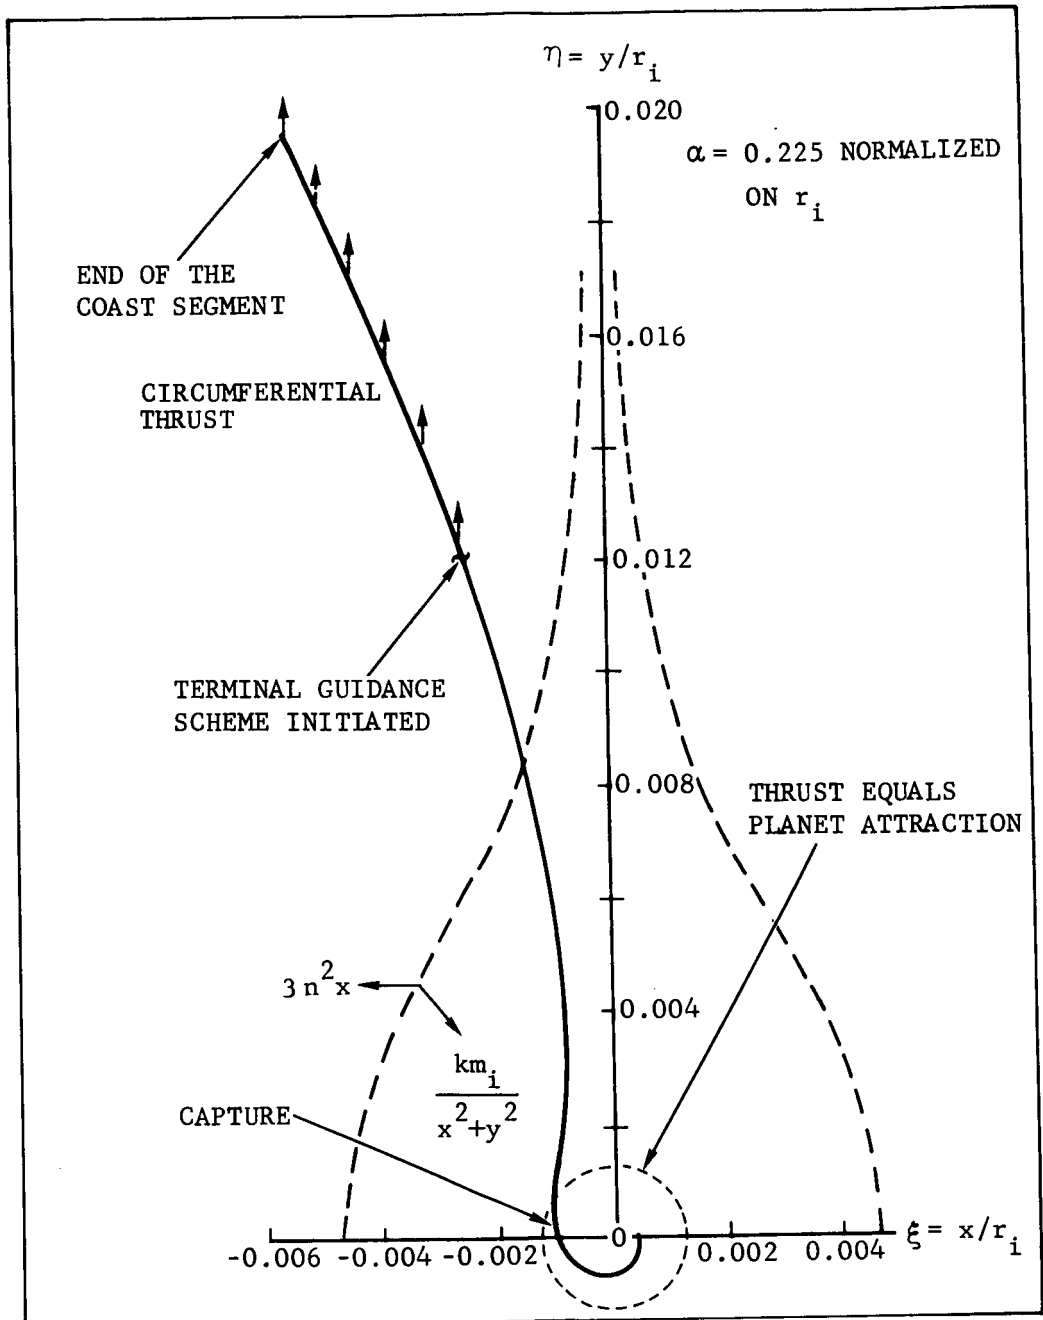 η = y/r_i
0.020
α = 0.225 NORMALIZED
ON r_i
END OF THE
COAST SEGMENT
0.016
CIRCUMFERENTIAL
THRUST
0.012
TERMINAL GUIDANCE
SCHEME INITIATED
0.008
THRUST EQUALS
PLANET ATTRACTION
3n²x
0.004
km_i
x²+y²
CAPTURE
-0.006 -0.004 -0.002 0 0.002 0.004 ξ = x/r_i